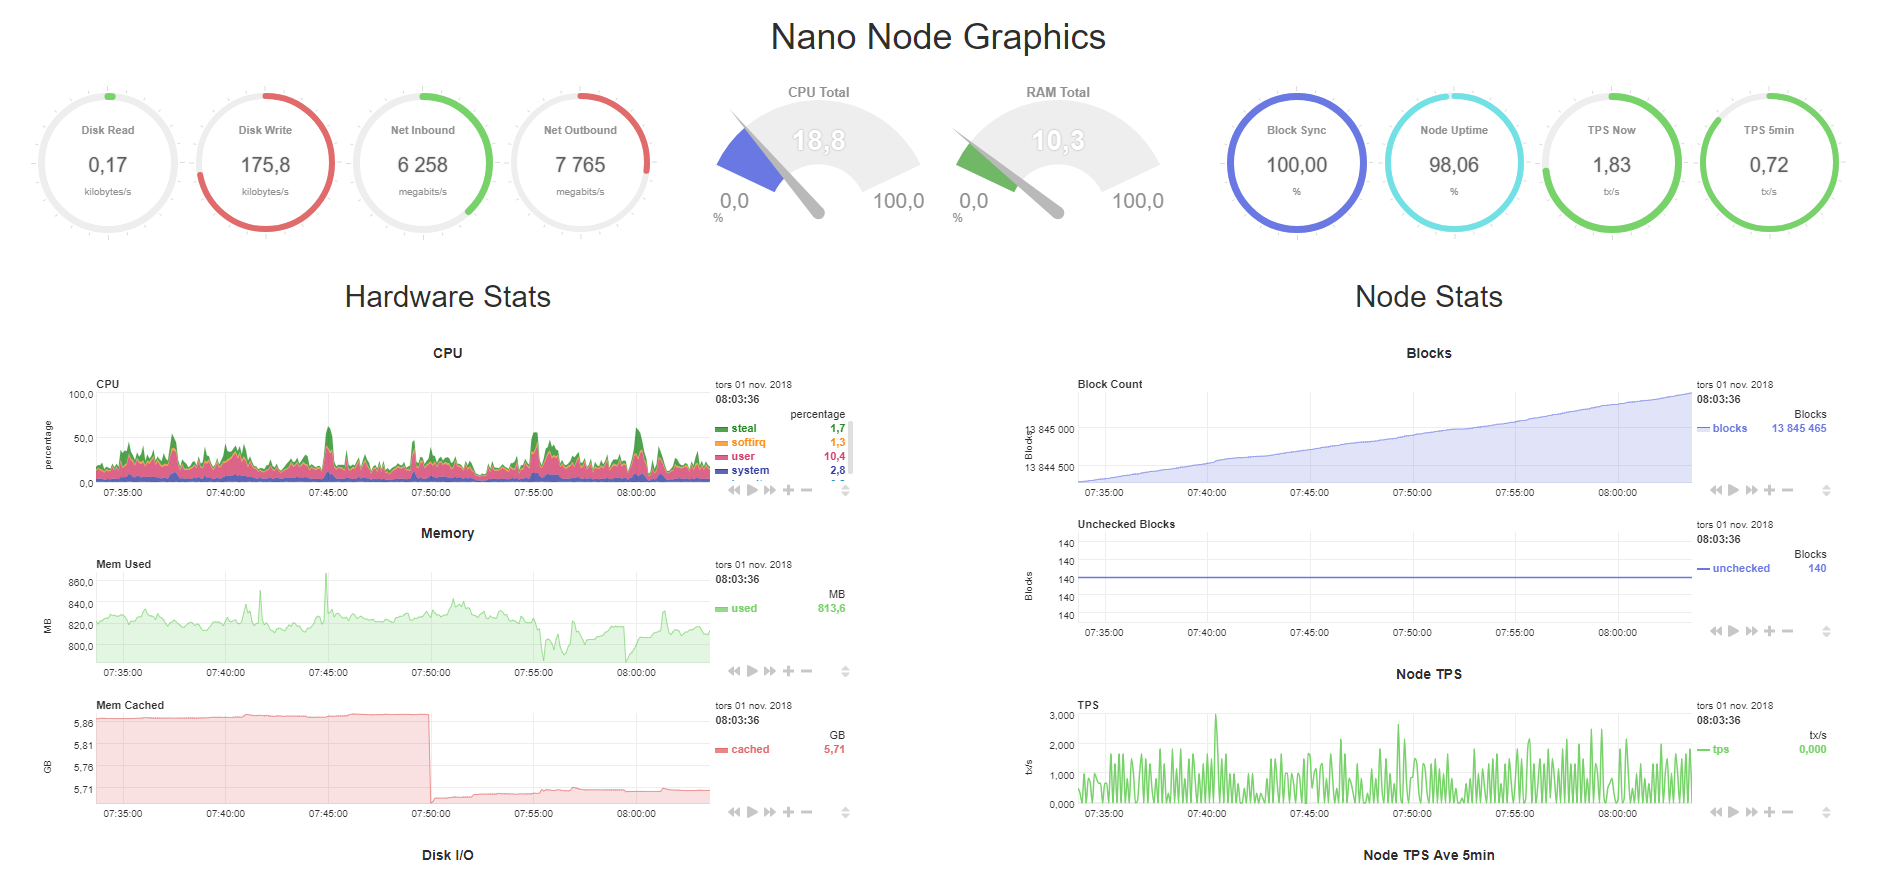 Nano Node Graphics
Disk Read
0,17
kilobytes/s
Disk Write
175,8
kilobytes/s
Net Inbound
6 258
megabits/s
Net Outbound
7 765
megabits/s
CPU Total
18,8
0,0
100,0
%
RAM Total
10,3
0,0
100,0
%
Block Sync
100,00
%
Node Uptime
98,06
%
TPS Now
1,83
tx/s
TPS 5min
0,72
tx/s
Hardware Stats
CPU
CPU
percentage
100,0
50,0
0,0
07:35:00 07:40:00 07:45:00 07:50:00 07:55:00 08:00:00
tors 01 nov. 2018
08:03:36
percentage
steal 1,7
softirq 1,3
user 10,4
system 2,8
Memory
Mem Used
MB
860,0
840,0
820,0
800,0
07:35:00 07:40:00 07:45:00 07:50:00 07:55:00 08:00:00
tors 01 nov. 2018
08:03:36
MB
used 813,6
Mem Cached
GB
5,86
5,81
5,76
5,71
07:35:00 07:40:00 07:45:00 07:50:00 07:55:00 08:00:00
tors 01 nov. 2018
08:03:36
GB
cached 5,71
Disk I/O
Node Stats
Blocks
Block Count
Blocks
13 845 000
13 844 500
07:35:00 07:40:00 07:45:00 07:50:00 07:55:00 08:00:00
tors 01 nov. 2018
08:03:36
Blocks
blocks 13 845 465
Unchecked Blocks
Blocks
140
140
140
140
140
07:35:00 07:40:00 07:45:00 07:50:00 07:55:00 08:00:00
tors 01 nov. 2018
08:03:36
Blocks
unchecked 140
Node TPS
TPS
tx/s
3,000
2,000
1,000
0,000
07:35:00 07:40:00 07:45:00 07:50:00 07:55:00 08:00:00
tors 01 nov. 2018
08:03:36
tx/s
tps 0,000
Node TPS Ave 5min